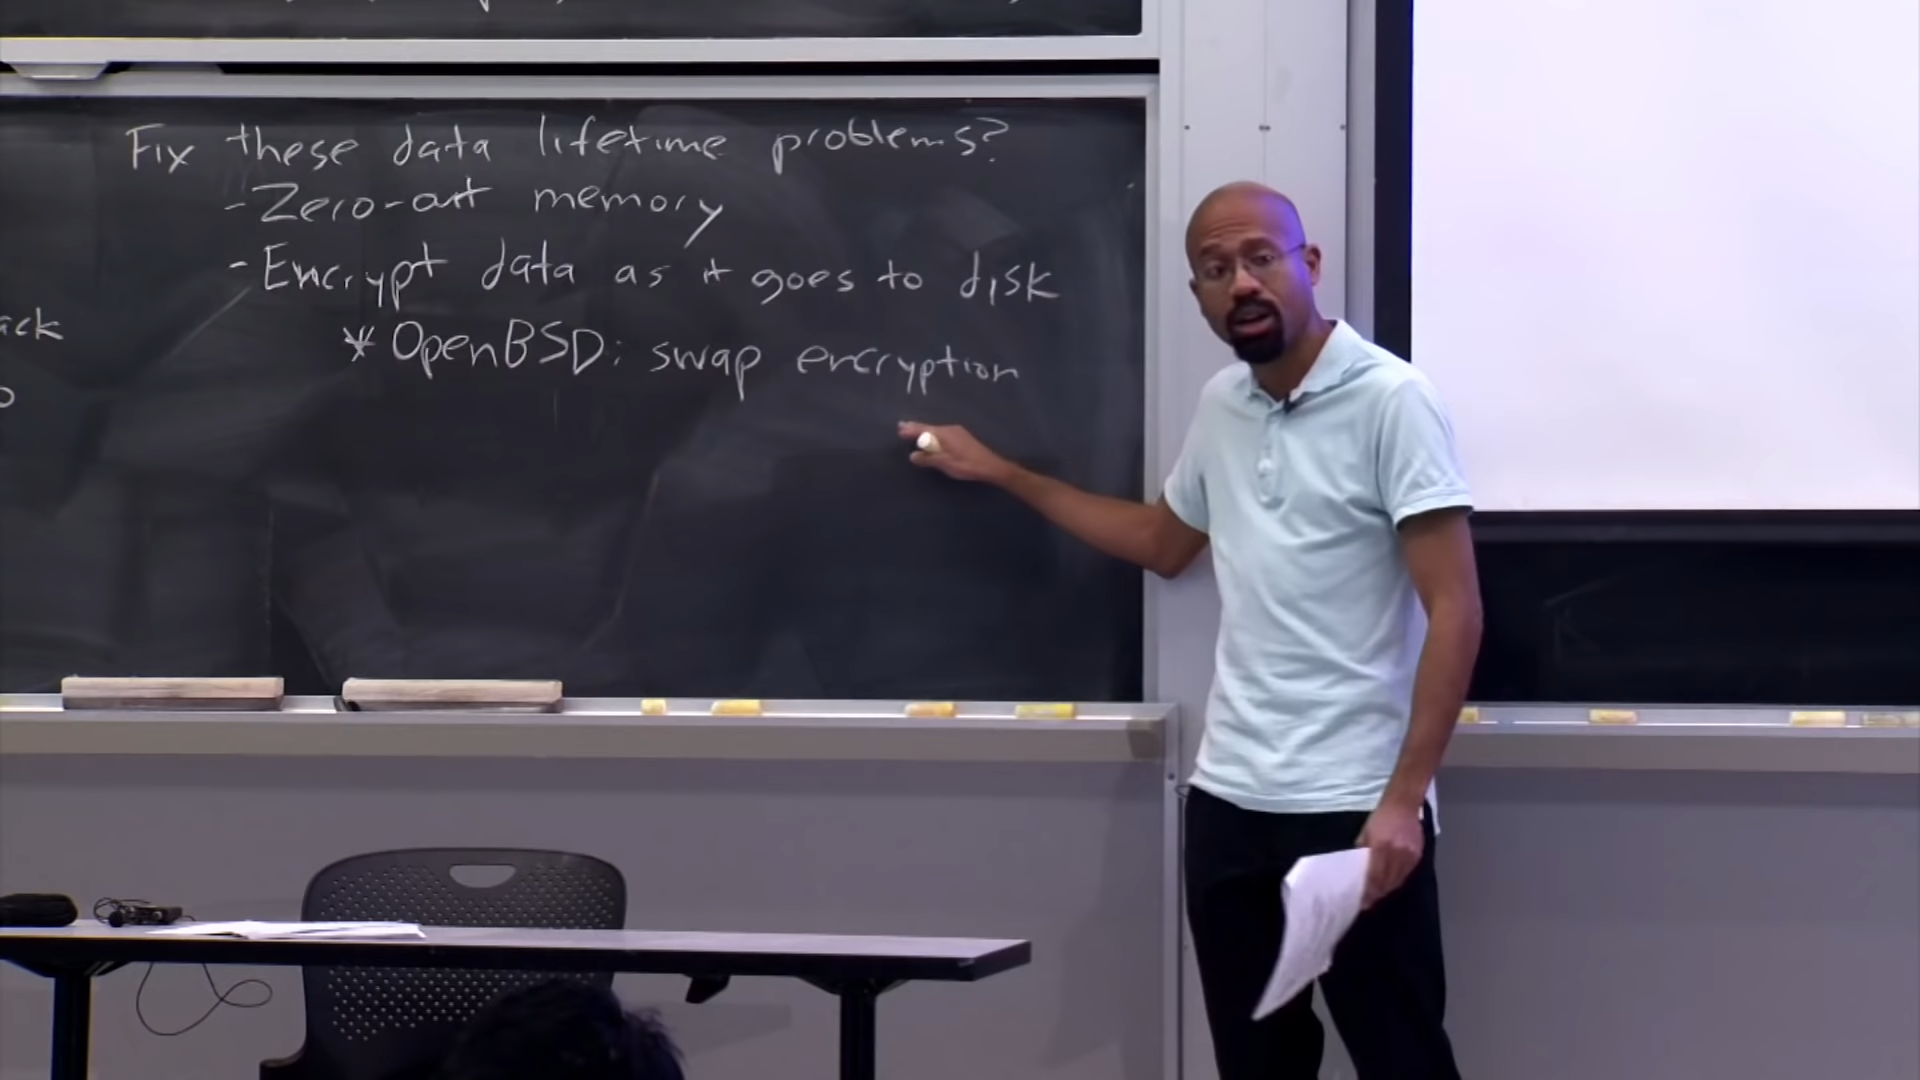 Fix these data lifetime problems?
- Zero-out memory
- Encrypt data as it goes to disk
* OpenBSD: swap encryption
ack